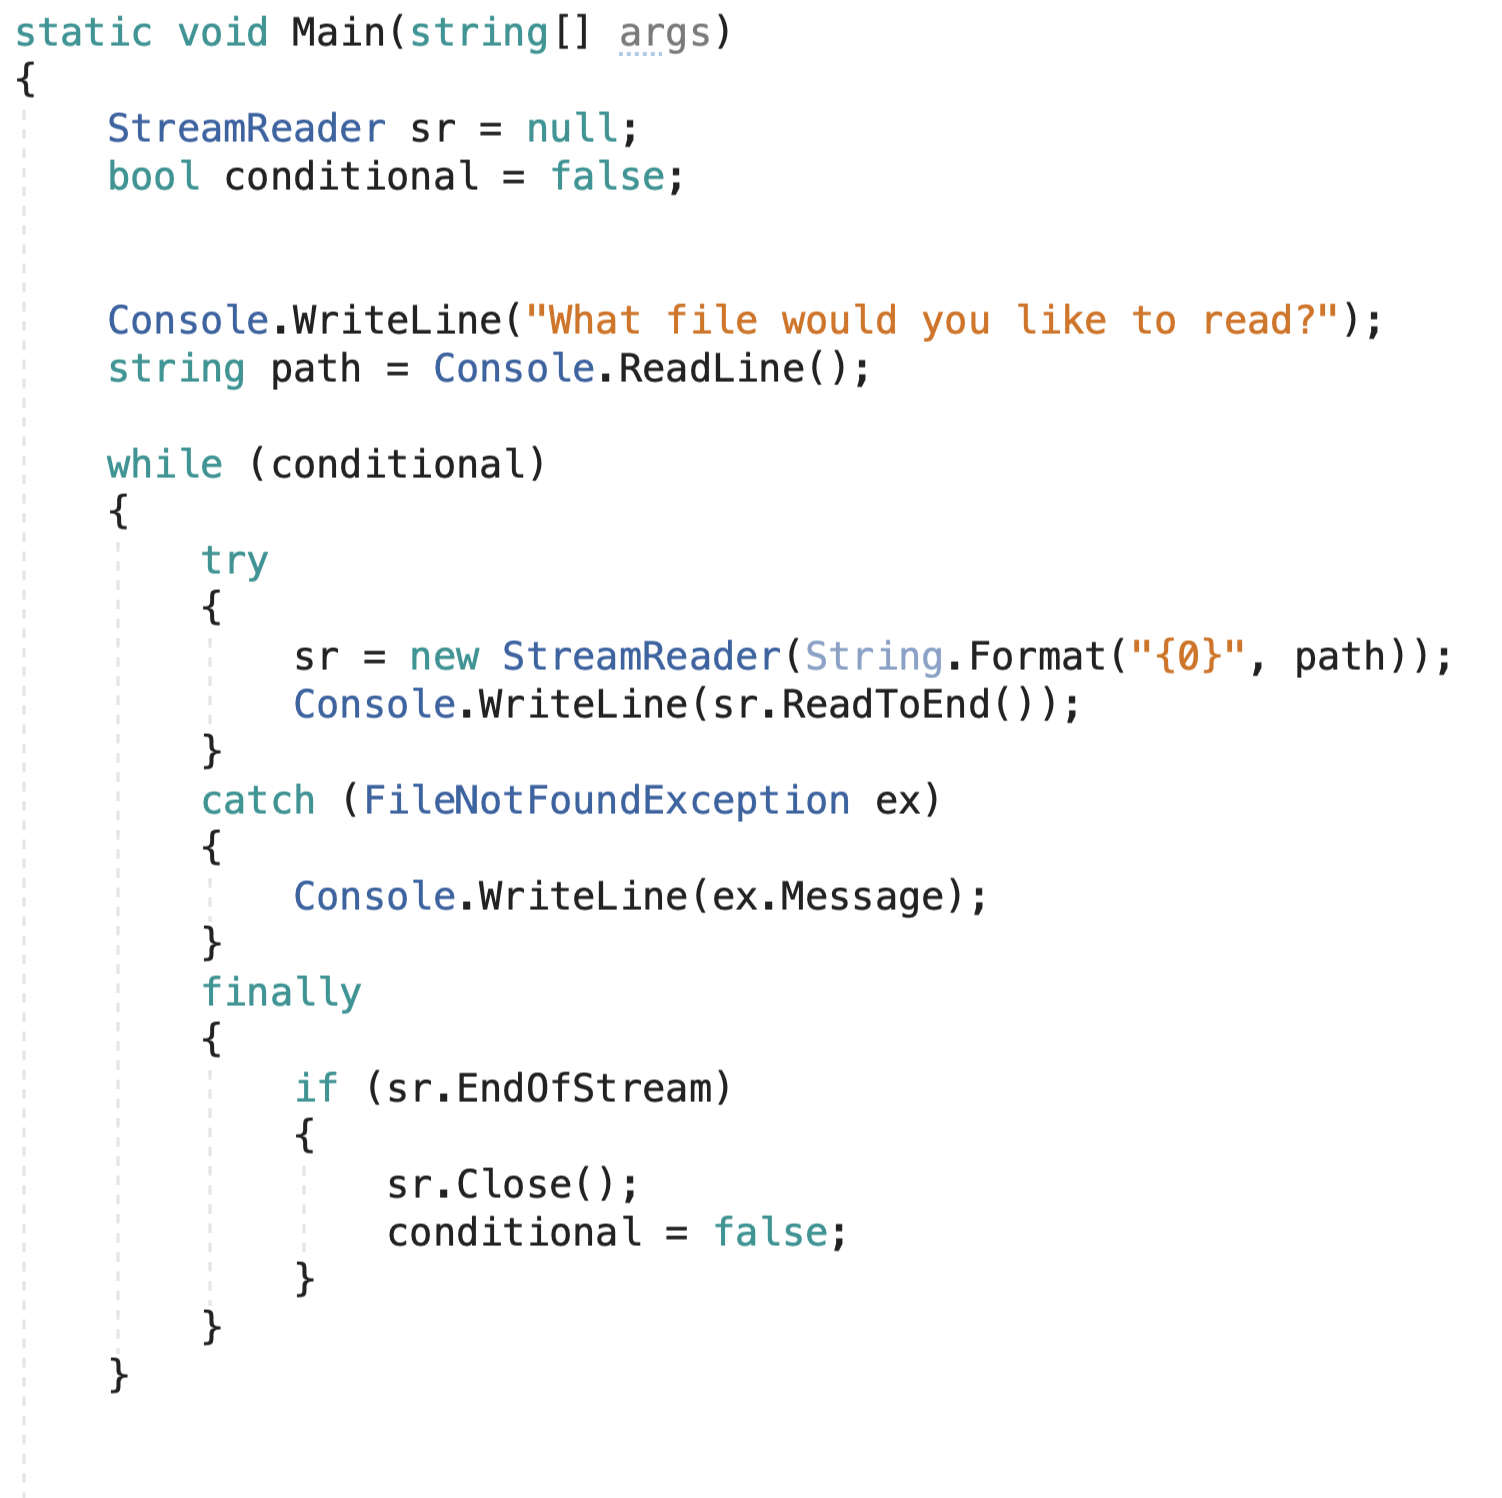 static void Main(string[] args)
{
    StreamReader sr = null;
    bool conditional = false;


    Console.WriteLine("What file would you like to read?");
    string path = Console.ReadLine();

    while (conditional)
    {
        try
        {
            sr = new StreamReader(String.Format("{0}", path));
            Console.WriteLine(sr.ReadToEnd());
        }
        catch (FileNotFoundException ex)
        {
            Console.WriteLine(ex.Message);
        }
        finally
        {
            if (sr.EndOfStream)
            {
                sr.Close();
                conditional = false;
            }
        }
    }